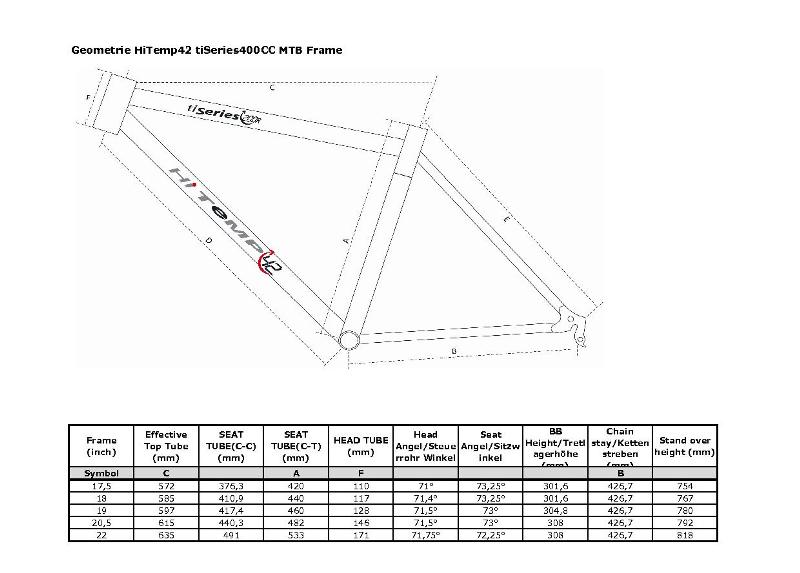 Geometrie HiTemp42 tiSeries400CC MTB Frame
F
C
tiSeries
A
E
D
HiTemp42
B
Frame (inch) Effective Top Tube (mm) SEAT TUBE(C-C) (mm) SEAT TUBE(C-T) (mm) HEAD TUBE (mm) Head Angel/Steuerrohr Winkel Seat Angel/Sitzwinkel BB Height/Tretlagerhöhe (mm) Chain stay/Kettenstreben (mm) Stand over height (mm)
Symbol C A F B
17,5 572 376,3 420 110 71° 73,25° 301,6 426,7 754
18 585 410,9 440 117 71,4° 73,25° 301,6 426,7 767
19 597 417,4 460 128 71,5° 73° 304,8 426,7 780
20,5 615 440,3 482 146 71,5° 73° 308 426,7 792
22 635 491 533 171 71,75° 72,25° 308 426,7 818